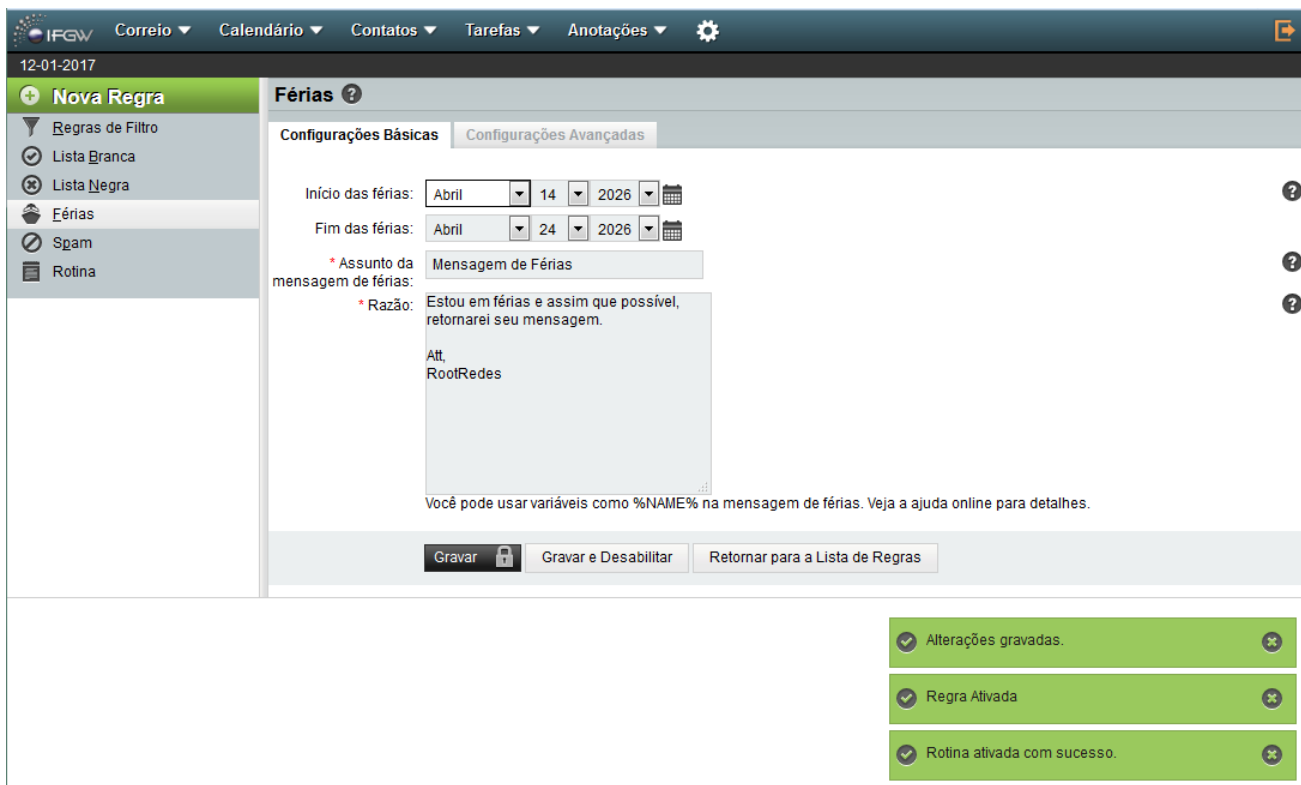 IFGW Correio Calendário Contatos Tarefas Anotações
12-01-2017
Nova Regra
Regras de Filtro
Lista Branca
Lista Negra
Férias
Spam
Rotina
Férias
Configurações Básicas Configurações Avançadas
Início das férias: Abril 14 2026
Fim das férias: Abril 24 2026
* Assunto da
mensagem de férias:
Mensagem de Férias
* Razão:
Estou em férias e assim que possível,
retornarei seu mensagem.
Att,
RootRedes
Você pode usar variáveis como %NAME% na mensagem de férias. Veja a ajuda online para detalhes.
Gravar Gravar e Desabilitar Retornar para a Lista de Regras
Alterações gravadas.
Regra Ativada
Rotina ativada com sucesso.